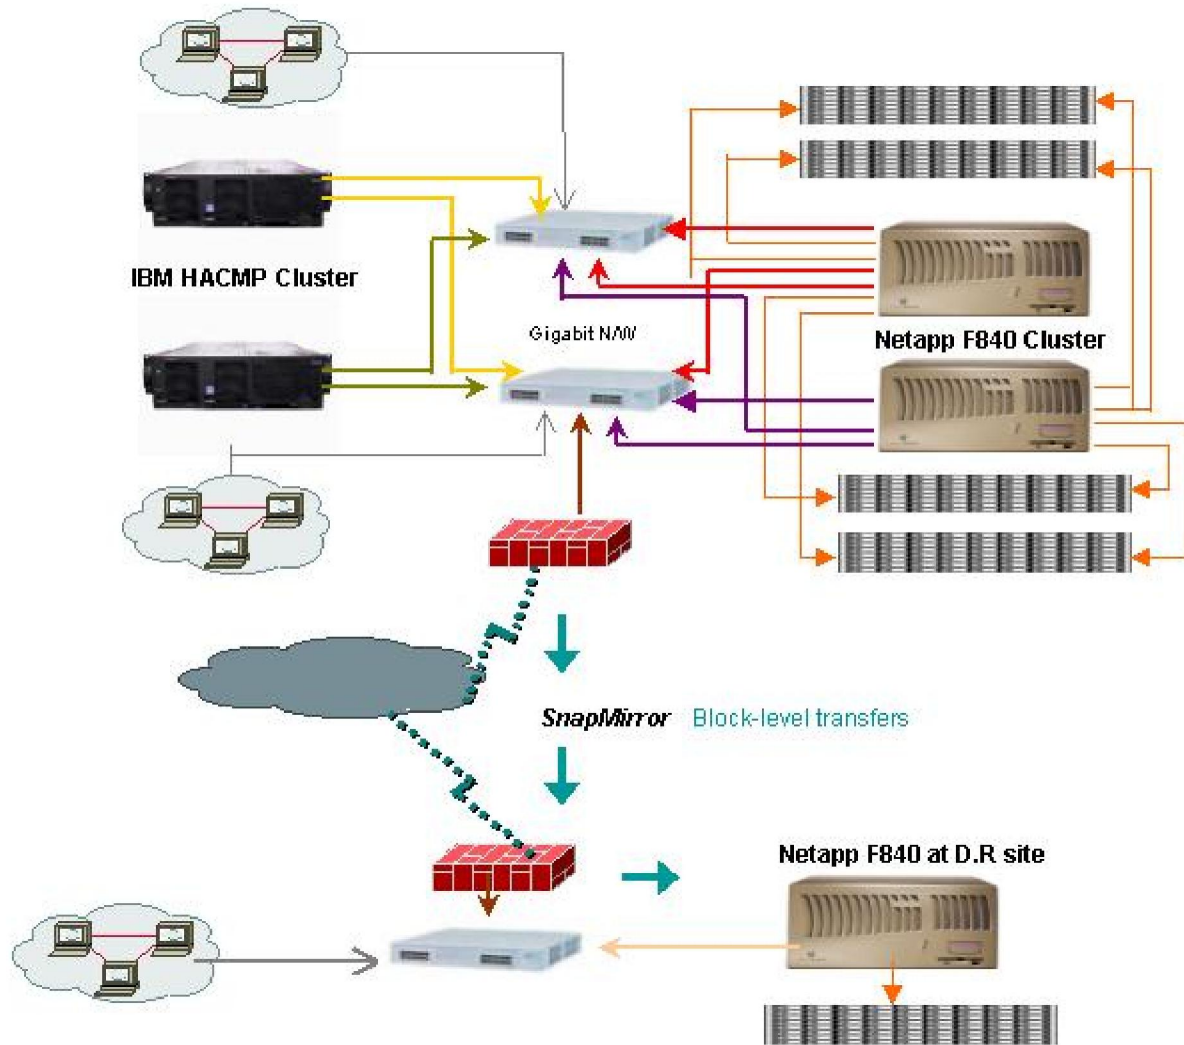 IBM HACMP Cluster
Gigabit N/W
Netapp F840 Cluster
SnapMirror Block-level transfers
Netapp F840 at D.R site